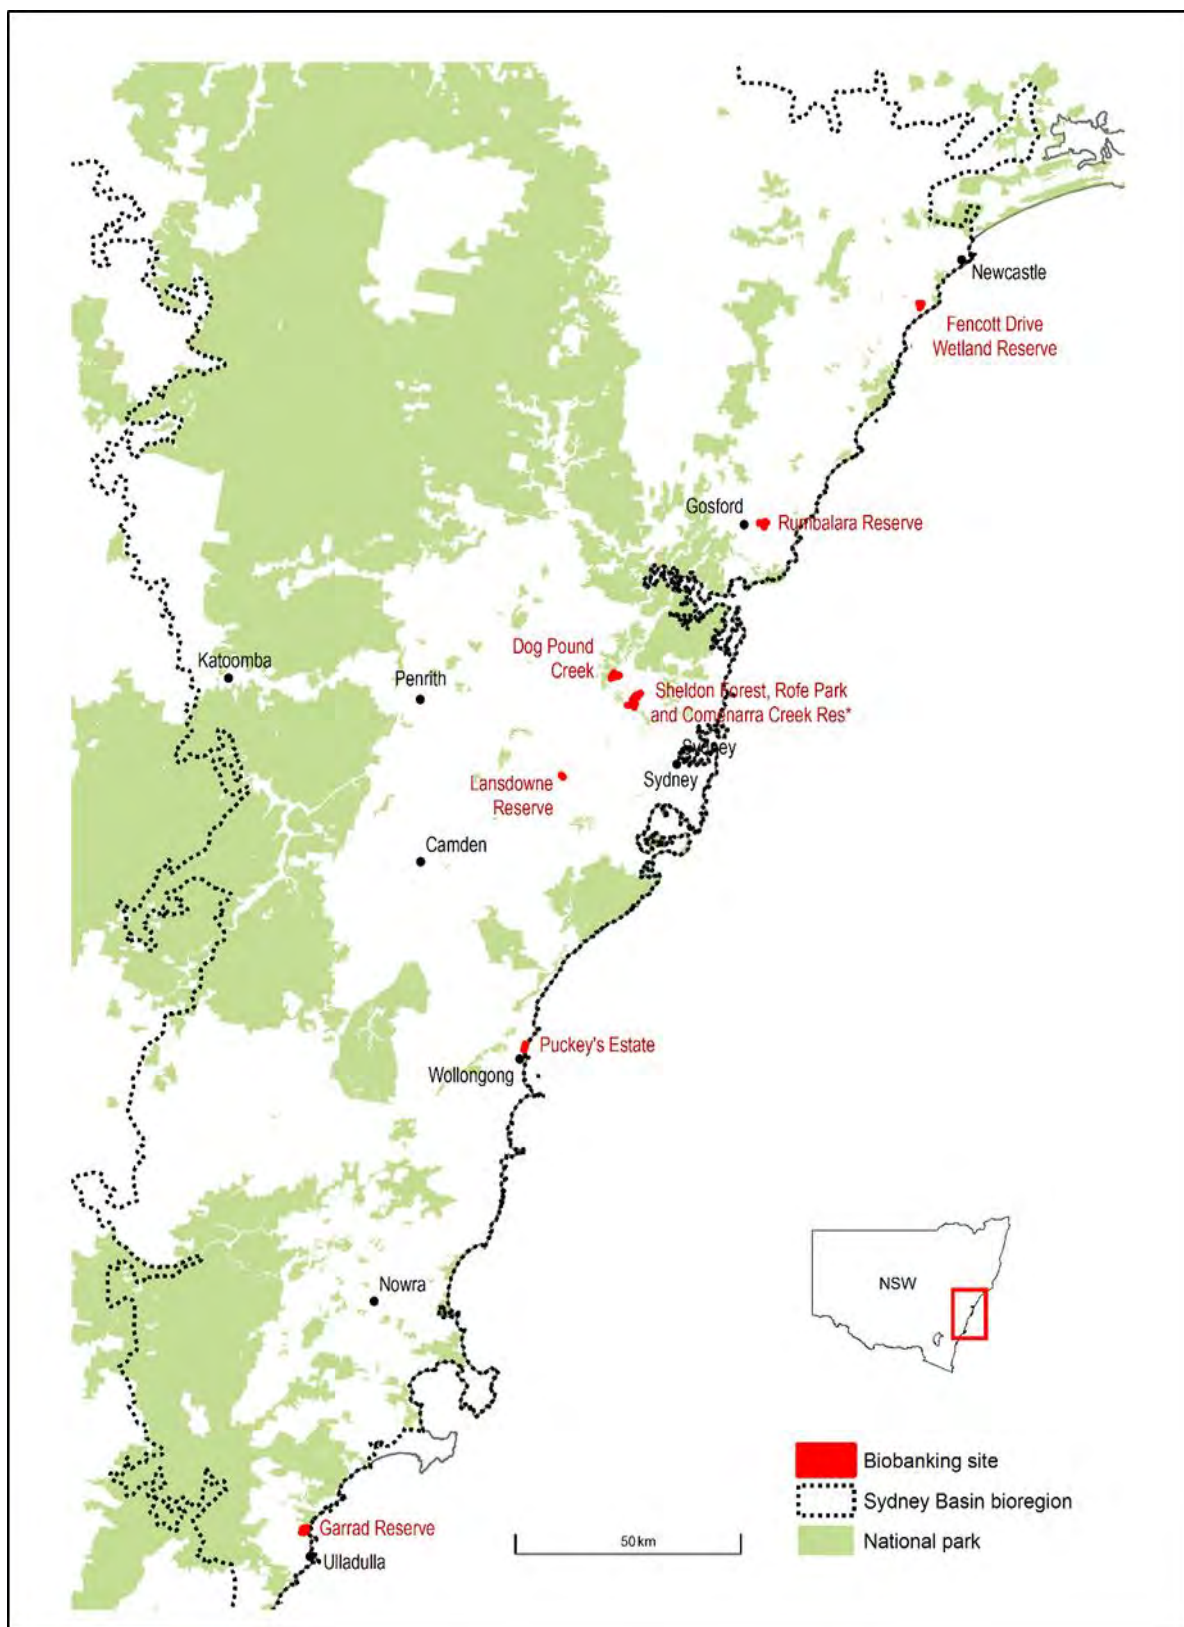 Newcastle
Fencott Drive
Wetland Reserve
Gosford
Rumbalara Reserve
Dog Pound
Creek
Katoomba
Penrith
Sheldon Forest, Rofe Park
and Comenarra Creek Res*
Sydney
Sydney
Lansdowne
Reserve
Camden
Puckey's Estate
Wollongong
NSW
Nowra
Biobanking site
Sydney Basin bioregion
Garrad Reserve
50 km
National park
Ulladulla